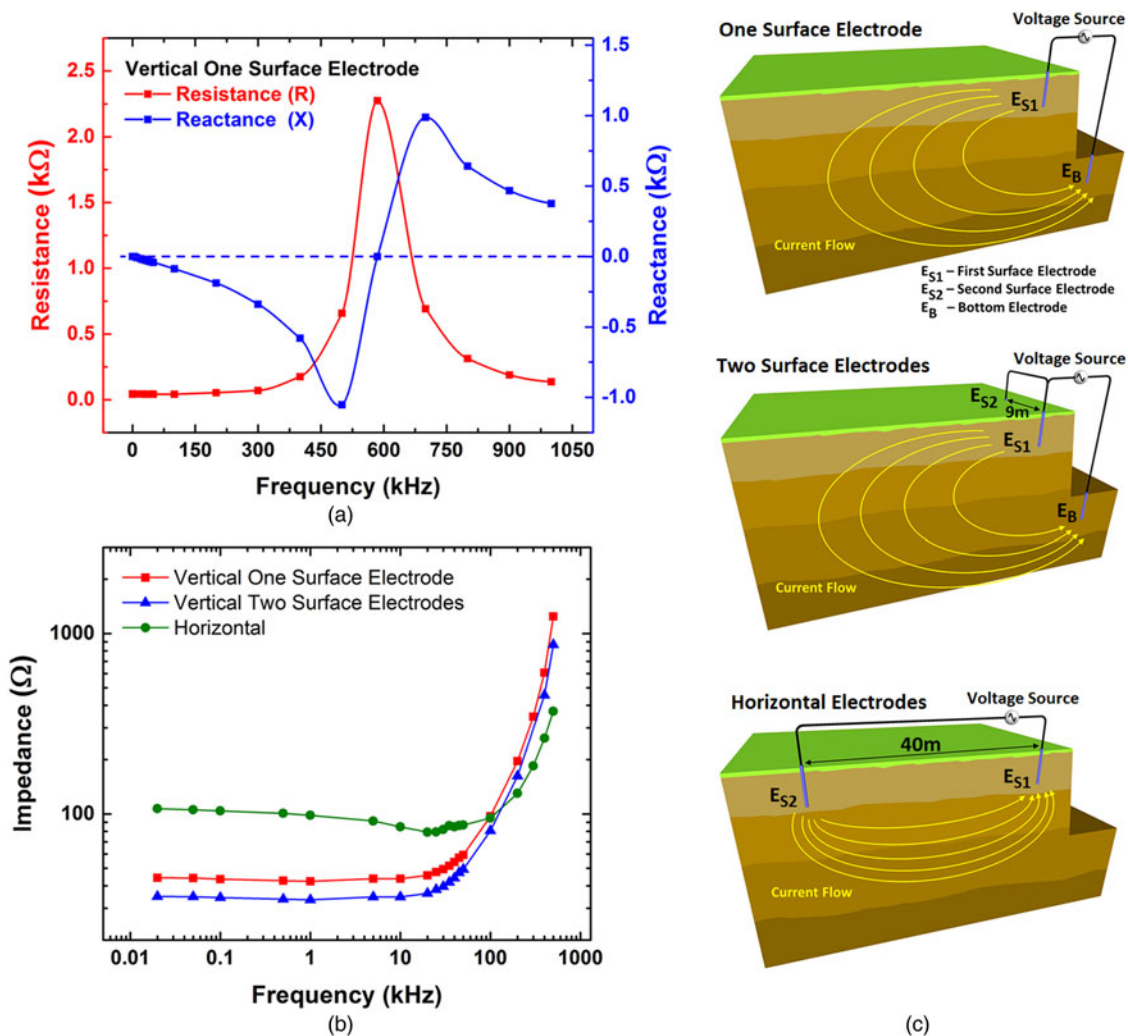 Vertical One Surface Electrode
Resistance (R)
Reactance (X)
2.5
2.0
1.5
1.0
0.5
0.0
Resistance (kΩ)
1.5
1.0
0.5
0.0
-0.5
-1.0
Reactance (kΩ)
0 150 300 450 600 750 900 1050
Frequency (kHz)
(a)
Vertical One Surface Electrode
Vertical Two Surface Electrodes
Horizontal
1000
100
Impedance (Ω)
0.01 0.1 1 10 100 1000
Frequency (kHz)
(b)
One Surface Electrode
Voltage Source
ES1
EB
Current Flow
ES1 – First Surface Electrode
ES2 – Second Surface Electrode
EB – Bottom Electrode
Two Surface Electrodes
Voltage Source
ES2
9m
ES1
EB
Current Flow
Horizontal Electrodes
Voltage Source
40m
ES2
ES1
Current Flow
(c)